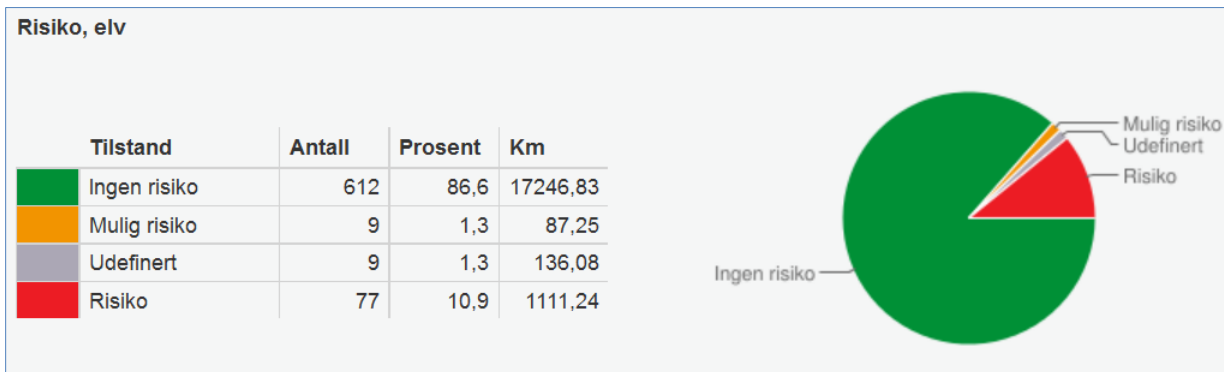 Risiko, elv
Tilstand Antall Prosent Km
Ingen risiko 612 86,6 17246,83
Mulig risiko 9 1,3 87,25
Udefinert 9 1,3 136,08
Risiko 77 10,9 1111,24
Mulig risiko
Udefinert
Risiko
Ingen risiko